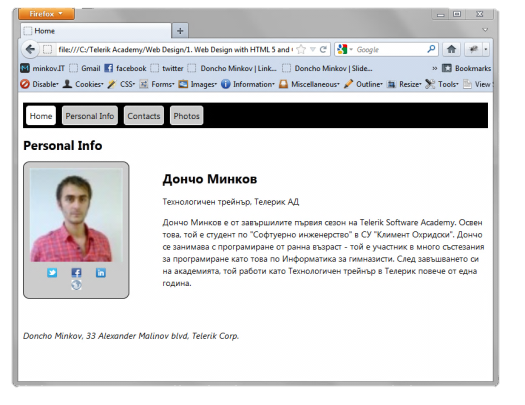 Firefox
Home
file:///C:/Telerik Academy/Web Design/1. Web Design with HTML 5 and
Google
minkov.IT Gmail facebook twitter Doncho Minkov | Link... Doncho Minkov | Slide... » Bookmarks
Disable Cookies CSS Forms Images Information Miscellaneous Outline Resize Tools View
Home Personal Info Contacts Photos
Personal Info
Дончо Минков
Технологичен трейнър, Телерик АД
Дончо Минков е от завършилите първия сезон на Telerik Software Academy. Освен
това, той е студент по "Софтуерно инженерство" в СУ "Климент Охридски". Дончо
се занимава с програмиране от ранна възраст - той е участник в много състезания
за програмиране като това по Информатика за гимназисти. След завършването си
на академията, той работи като Технологичен трейнър в Телерик повече от една
година.
Doncho Minkov, 33 Alexander Malinov blvd, Telerik Corp.